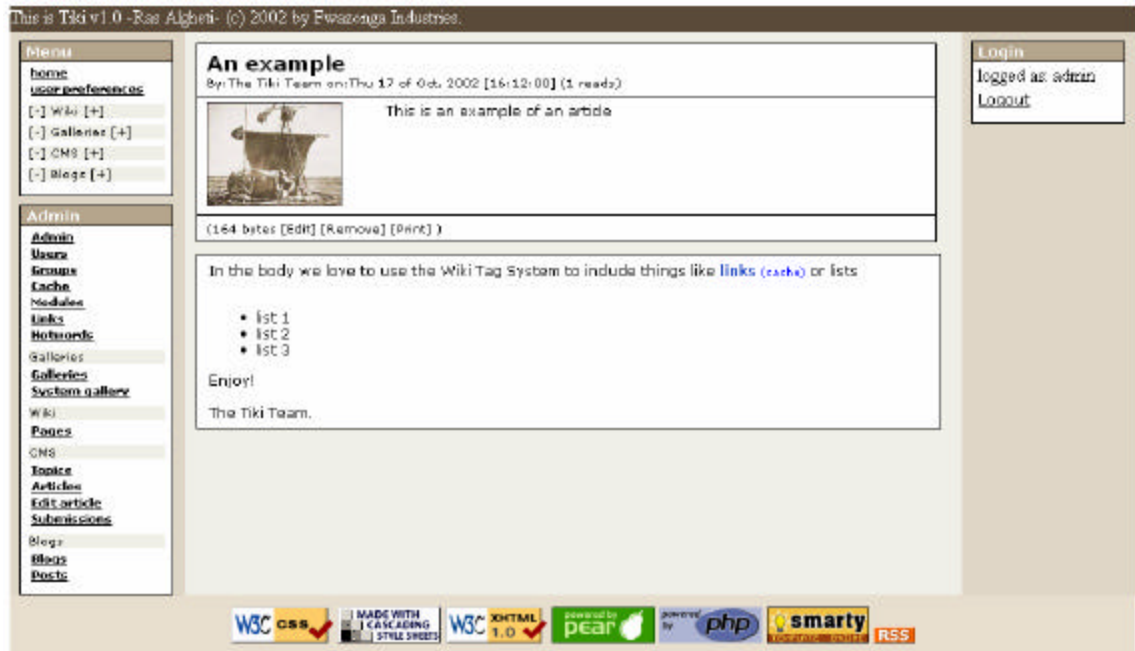 This is Tiki v1.0 -Ras Algheti- (c) 2002 by Fwazonga Industries.
Menu
home
user preferences
[-] Wiki [+]
[-] Galleries [+]
[-] CMS [+]
[-] Blogs [+]
Admin
Admin
Users
Groups
Cache
Modules
Links
Hotwords
Galleries
Galleries
System gallery
Wiki
Pages
CMS
Topics
Articles
Edit article
Submissions
Blogs
Blogs
Posts
An example
By:The Tiki Team on:Thu 17 of Oct. 2002 [16:12:00] (1 reads)
This is an example of an article
(164 bytes [Edit] [Remove] [Print] )
In the body we love to use the Wiki Tag System to include things like links (cache) or lists
• list 1
• list 2
• list 3
Enjoy!
The Tiki Team.
Login
logged as: admin
Logout
W3C css
MADE WITH
CASCADING
STYLE SHEETS
W3C XHTML
1.0
powered by
pear
powered
by
php
smarty
TEMPLATE ENGINE
RSS